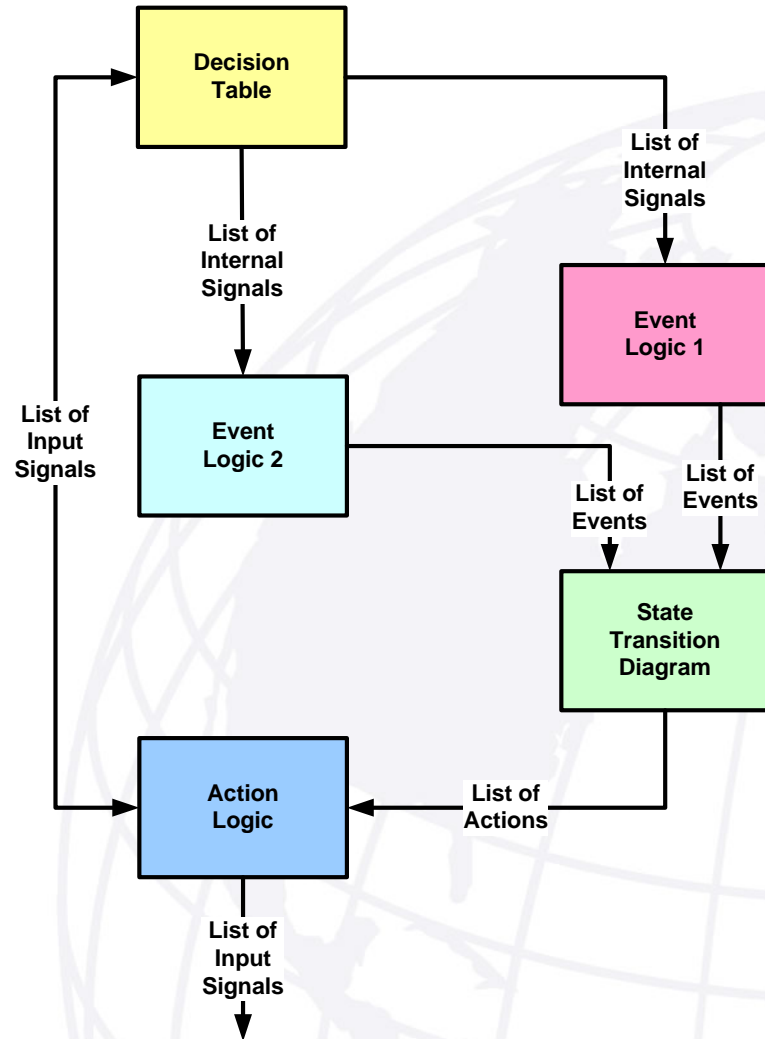 Decision
Table
List of
Internal
Signals
List of
Internal
Signals
Event
Logic 1
List of
Input
Signals
Event
Logic 2
List of
Events
List of
Events
State
Transition
Diagram
Action
Logic
List of
Actions
List of
Input
Signals